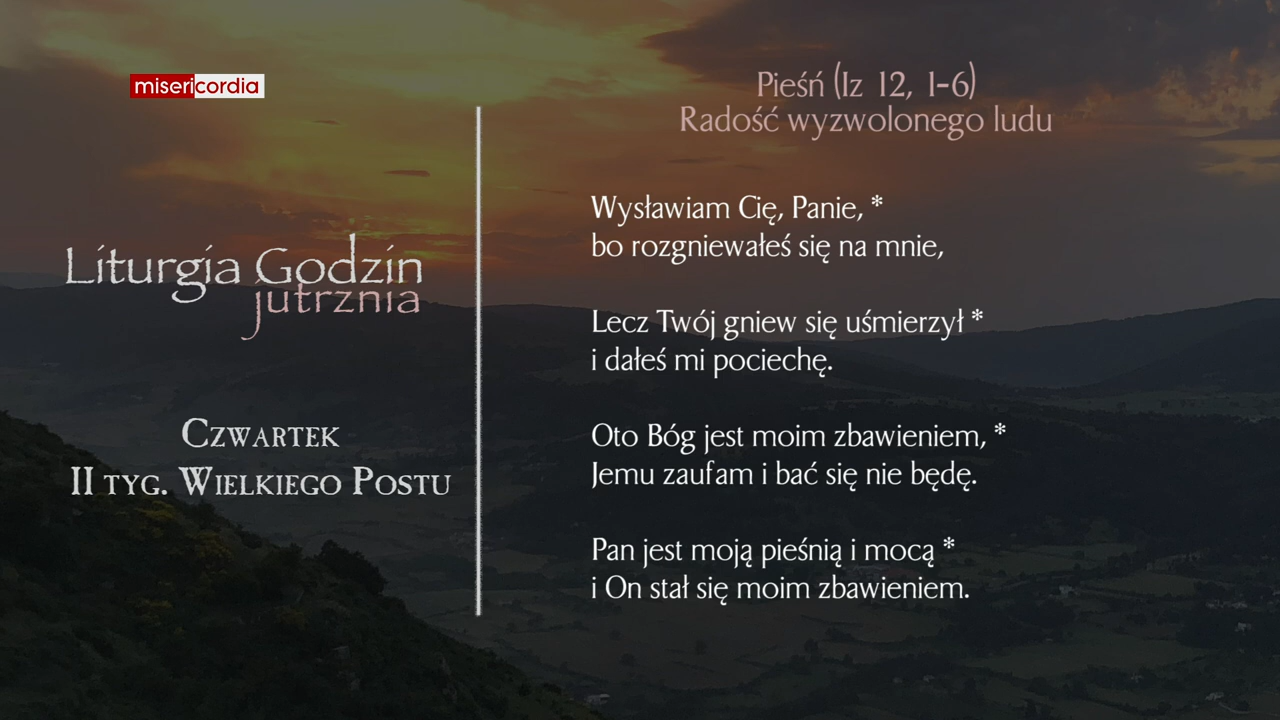 misericordia
Liturgia Godzin
jutrznia
Czwartek
II tyg. Wielkiego Postu
Pieśń (Iz 12, 1-6)
Radość wyzwolonego ludu
Wysławiam Cię, Panie, *
bo rozgniewałeś się na mnie,
Lecz Twój gniew się uśmierzył *
i dałeś mi pociechę.
Oto Bóg jest moim zbawieniem, *
Jemu zaufam i bać się nie będę.
Pan jest moją pieśnią i mocą *
i On stał się moim zbawieniem.